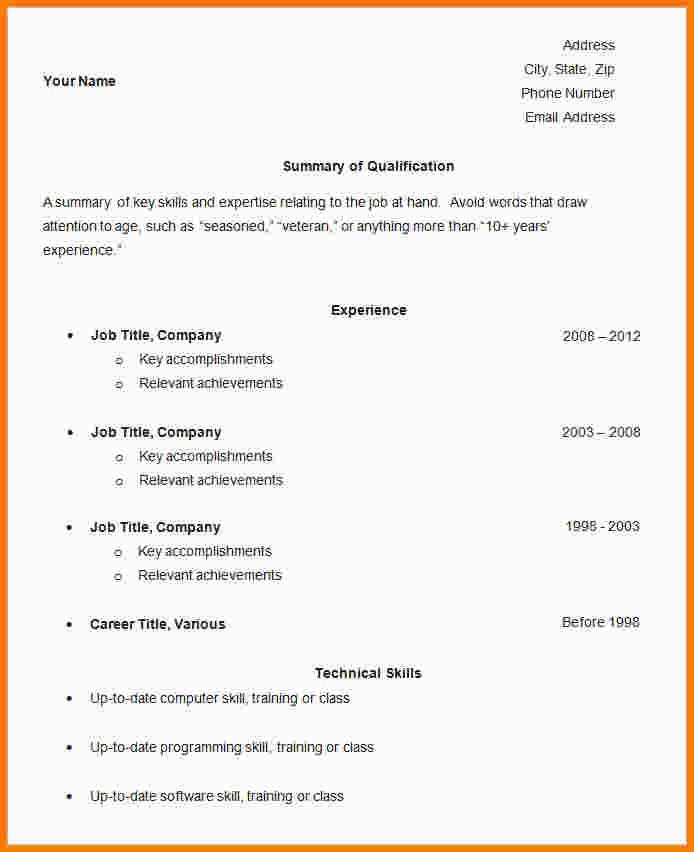 Address
City, State, Zip
Your Name
Phone Number
Email Address
Summary of Qualification
A summary of key skills and expertise relating to the job at hand. Avoid words that draw
attention to age, such as “seasoned,” “veteran,” or anything more than “10+ years’
experience.”
Experience
• Job Title, Company 2008 – 2012
o Key accomplishments
o Relevant achievements
• Job Title, Company 2003 – 2008
o Key accomplishments
o Relevant achievements
• Job Title, Company 1998 - 2003
o Key accomplishments
o Relevant achievements
• Career Title, Various Before 1998
Technical Skills
• Up-to-date computer skill, training or class
• Up-to-date programming skill, training or class
• Up-to-date software skill, training or class